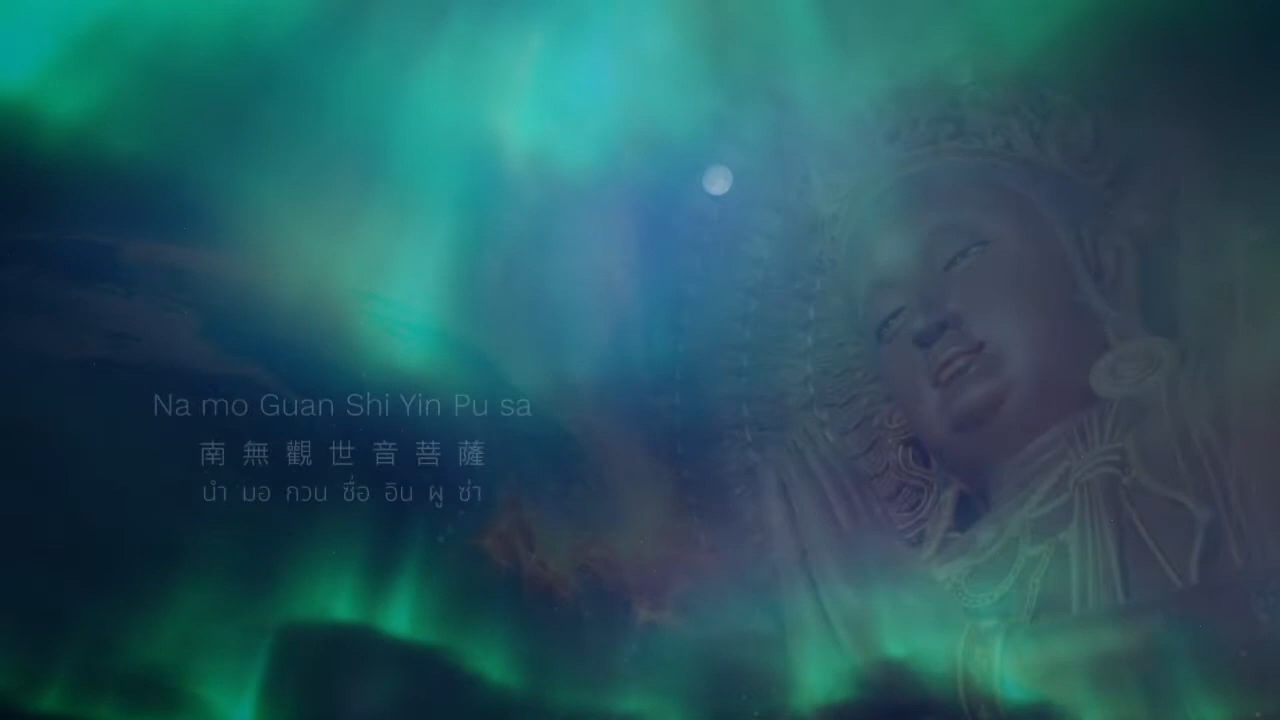 Na mo Guan Shi Yin Pu sa
南無觀世音菩薩
นำ มอ กวน ซื่อ อิน ผู ซ่า